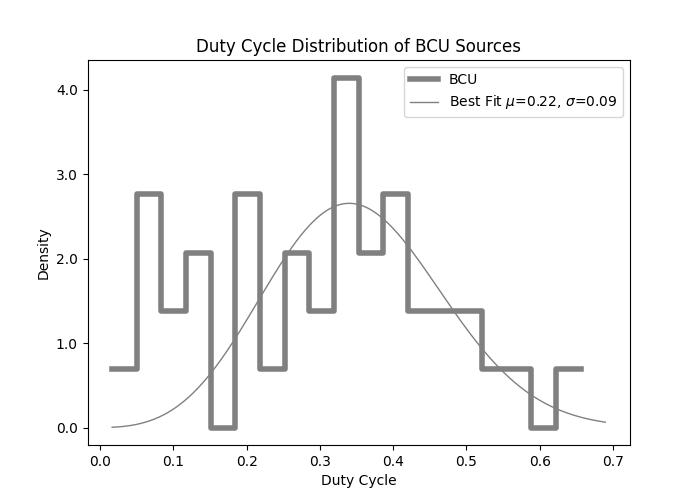 Duty Cycle Distribution of BCU Sources
BCU
Best Fit μ=0.22, σ=0.09
4.0
3.0
2.0
1.0
0.0
Density
0.0 0.1 0.2 0.3 0.4 0.5 0.6 0.7
Duty Cycle